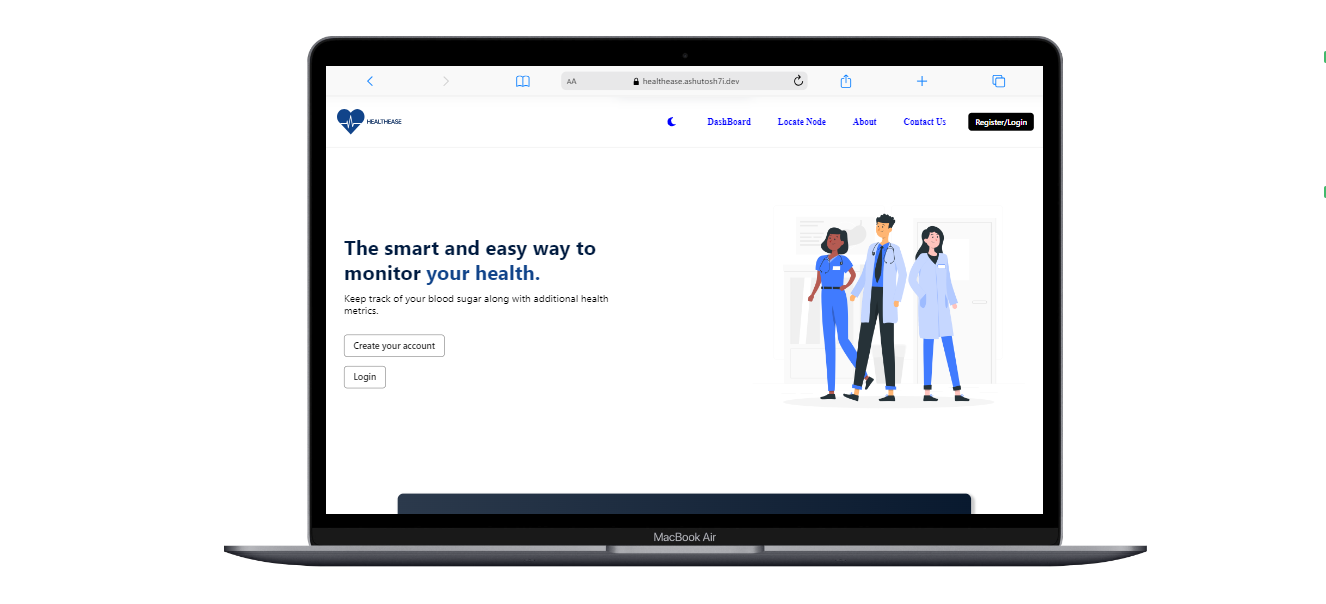 AA healthease.ashutosh7i.dev
HEALTHEASE DashBoard Locate Node About Contact Us Register/Login
The smart and easy way to
monitor your health.
Keep track of your blood sugar along with additional health
metrics.
Create your account
Login
MacBook Air